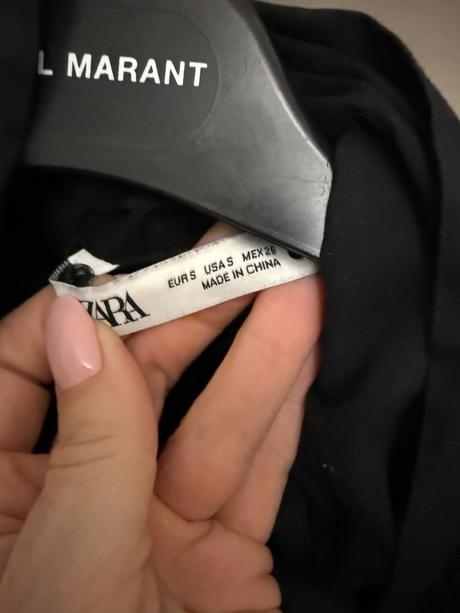 L MARANT
ZARA
EUR S USA S MEX 26
MADE IN CHINA